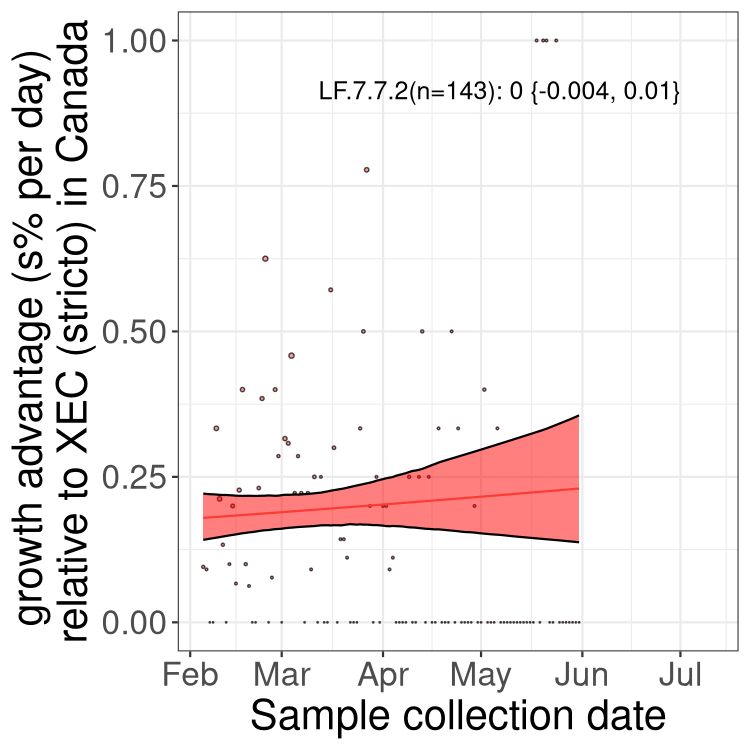 growth advantage (s% per day)
relative to XEC (stricto) in Canada
1.00
0.75
0.50
0.25
0.00
LF.7.7.2(n=143): 0 {-0.004, 0.01}
Feb Mar Apr May Jun Jul
Sample collection date